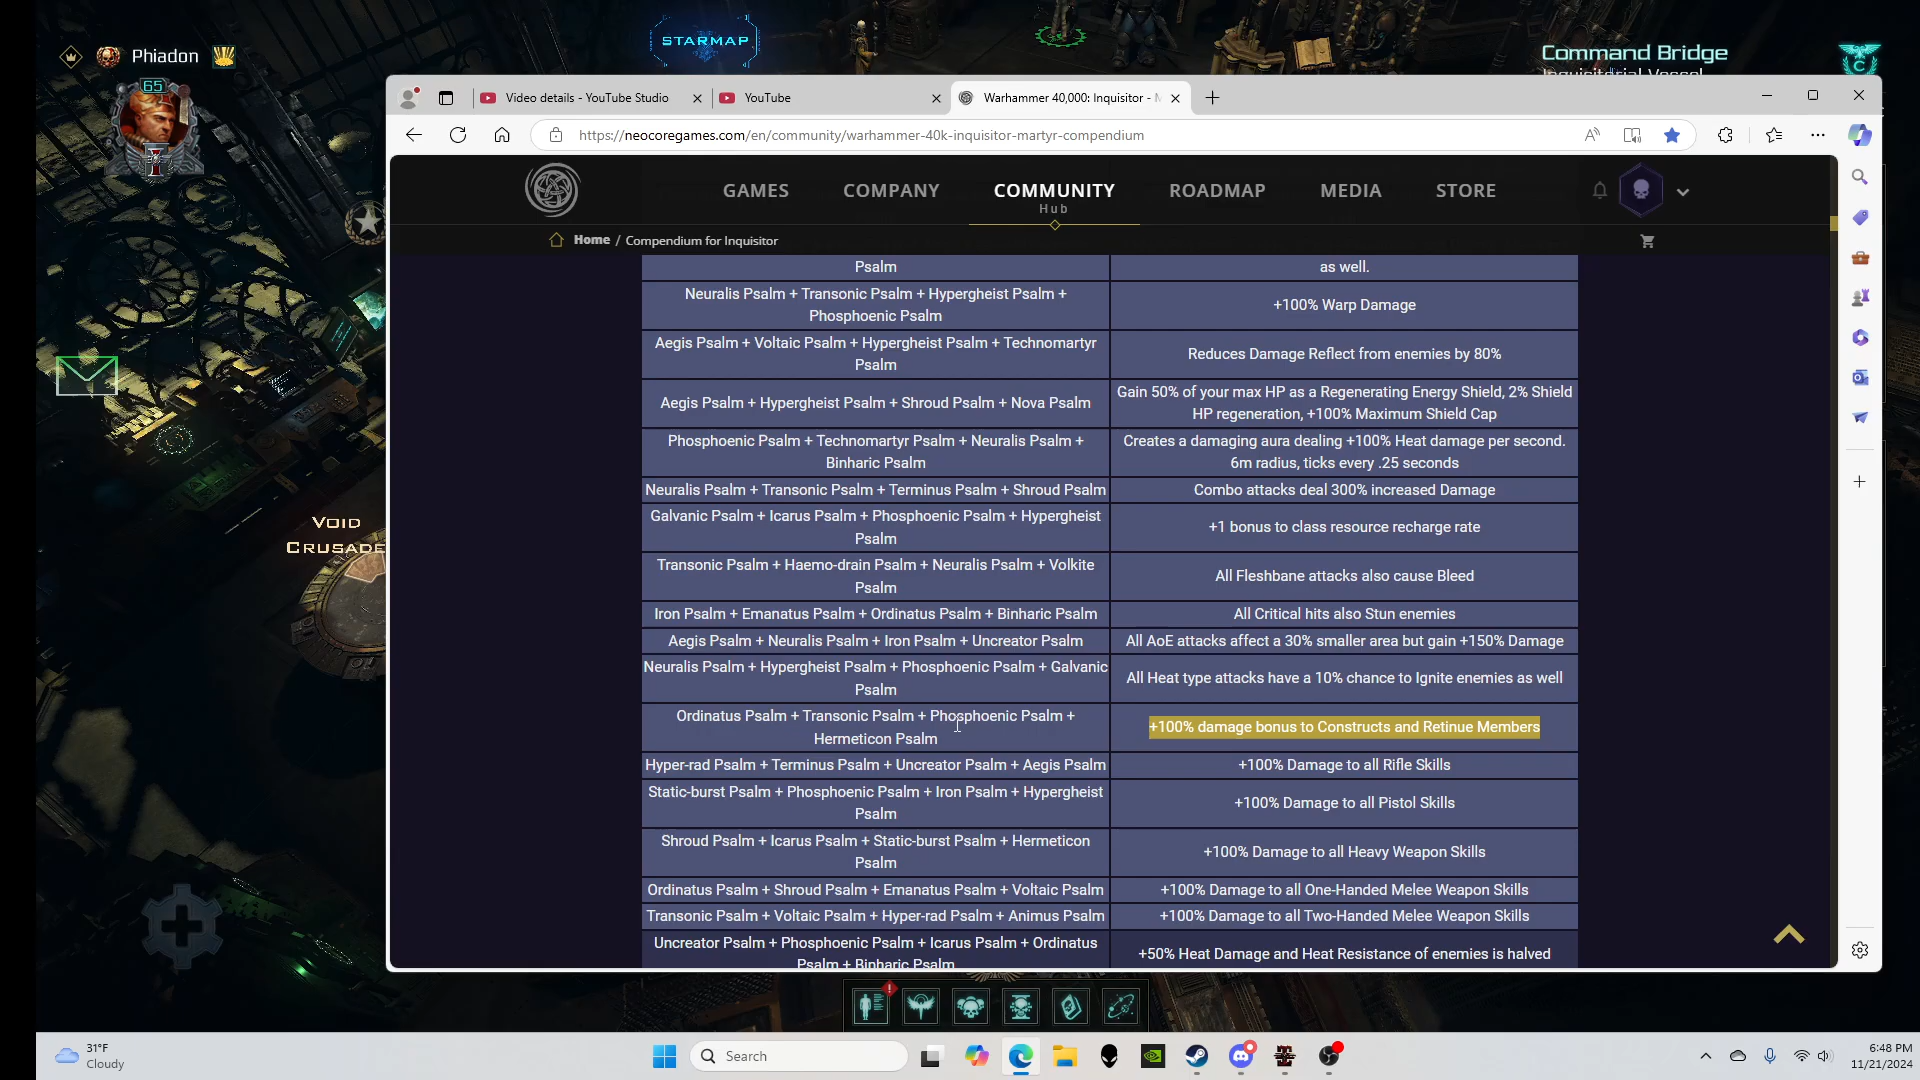 Phiadon
65
STARMAP
Command Bridge
Video details - YouTube Studio
YouTube
Warhammer 40,000: Inquisitor -
https://neocoregames.com/en/community/warhammer-40k-inquisitor-martyr-compendium
GAMES
COMPANY
COMMUNITY
Hub
ROADMAP
MEDIA
STORE
Home / Compendium for Inquisitor
Psalm
as well.
Neuralis Psalm + Transonic Psalm + Hypergheist Psalm +
Phosphoenic Psalm
+100% Warp Damage
Aegis Psalm + Voltaic Psalm + Hypergheist Psalm + Technomartyr
Psalm
Reduces Damage Reflect from enemies by 80%
Aegis Psalm + Hypergheist Psalm + Shroud Psalm + Nova Psalm
Gain 50% of your max HP as a Regenerating Energy Shield, 2% Shield
HP regeneration, +100% Maximum Shield Cap
Phosphoenic Psalm + Technomartyr Psalm + Neuralis Psalm +
Binharic Psalm
Creates a damaging aura dealing +100% Heat damage per second.
6m radius, ticks every .25 seconds
Neuralis Psalm + Transonic Psalm + Terminus Psalm + Shroud Psalm
Combo attacks deal 300% increased Damage
Galvanic Psalm + Icarus Psalm + Phosphoenic Psalm + Hypergheist
Psalm
+1 bonus to class resource recharge rate
Transonic Psalm + Haemo-drain Psalm + Neuralis Psalm + Volkite
Psalm
All Fleshbane attacks also cause Bleed
Iron Psalm + Emanatus Psalm + Ordinatus Psalm + Binharic Psalm
All Critical hits also Stun enemies
Aegis Psalm + Neuralis Psalm + Iron Psalm + Uncreator Psalm
All AoE attacks affect a 30% smaller area but gain +150% Damage
Neuralis Psalm + Hypergheist Psalm + Phosphoenic Psalm + Galvanic
Psalm
All Heat type attacks have a 10% chance to Ignite enemies as well
Ordinatus Psalm + Transonic Psalm + Phosphoenic Psalm +
Hermeticon Psalm
+100% damage bonus to Constructs and Retinue Members
Hyper-rad Psalm + Terminus Psalm + Uncreator Psalm + Aegis Psalm
+100% Damage to all Rifle Skills
Static-burst Psalm + Phosphoenic Psalm + Iron Psalm + Hypergheist
Psalm
+100% Damage to all Pistol Skills
Shroud Psalm + Icarus Psalm + Static-burst Psalm + Hermeticon
Psalm
+100% Damage to all Heavy Weapon Skills
Ordinatus Psalm + Shroud Psalm + Emanatus Psalm + Voltaic Psalm
+100% Damage to all One-Handed Melee Weapon Skills
Transonic Psalm + Voltaic Psalm + Hyper-rad Psalm + Animus Psalm
+100% Damage to all Two-Handed Melee Weapon Skills
Uncreator Psalm + Phosphoenic Psalm + Icarus Psalm + Ordinatus
Psalm + Binharic Psalm
+50% Heat Damage and Heat Resistance of enemies is halved
VOID
CRUSADE
31°F
Cloudy
Search
6:48 PM
11/21/2024